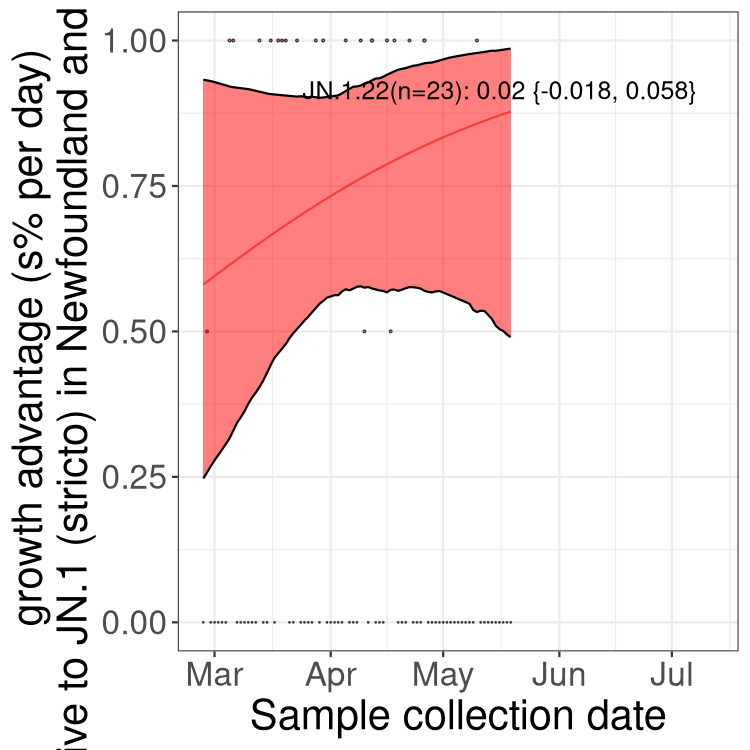 growth advantage (s% per day)
ive to JN.1 (stricto) in Newfoundland and
1.00
0.75
0.50
0.25
0.00
JN.1.22(n=23): 0.02 {-0.018, 0.058}
Mar Apr May Jun Jul
Sample collection date